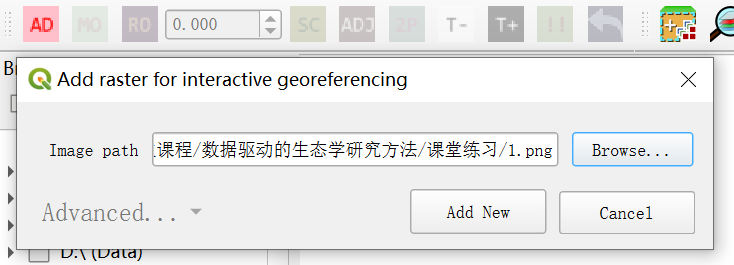 AD MO RO 0.000 SC ADJ 2P T- T+ !!
Add raster for interactive georeferencing
Image path .课程/数据驱动的生态学研究方法/课堂练习/1.png Browse...
Advanced... Add New Cancel
D:\ (Data)